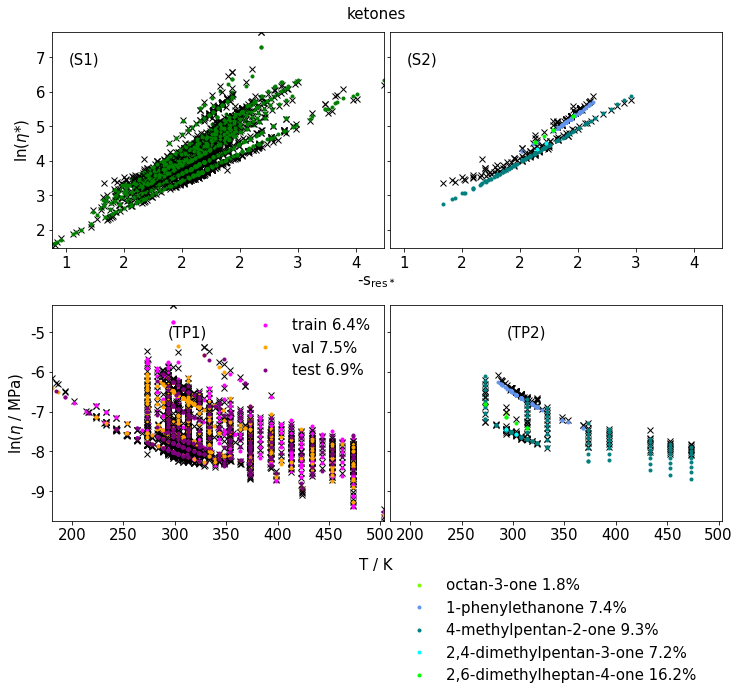 ketones
(S1)
(S2)
ln(η*)
7
6
5
4
3
2
1
2
2
2
3
4
1
2
2
2
3
4
-s_res*
(TP1)
train 6.4%
val 7.5%
test 6.9%
(TP2)
ln(η / MPa)
-5
-6
-7
-8
-9
200
250
300
350
400
450
500
200
250
300
350
400
450
500
T / K
octan-3-one 1.8%
1-phenylethanone 7.4%
4-methylpentan-2-one 9.3%
2,4-dimethylpentan-3-one 7.2%
2,6-dimethylheptan-4-one 16.2%